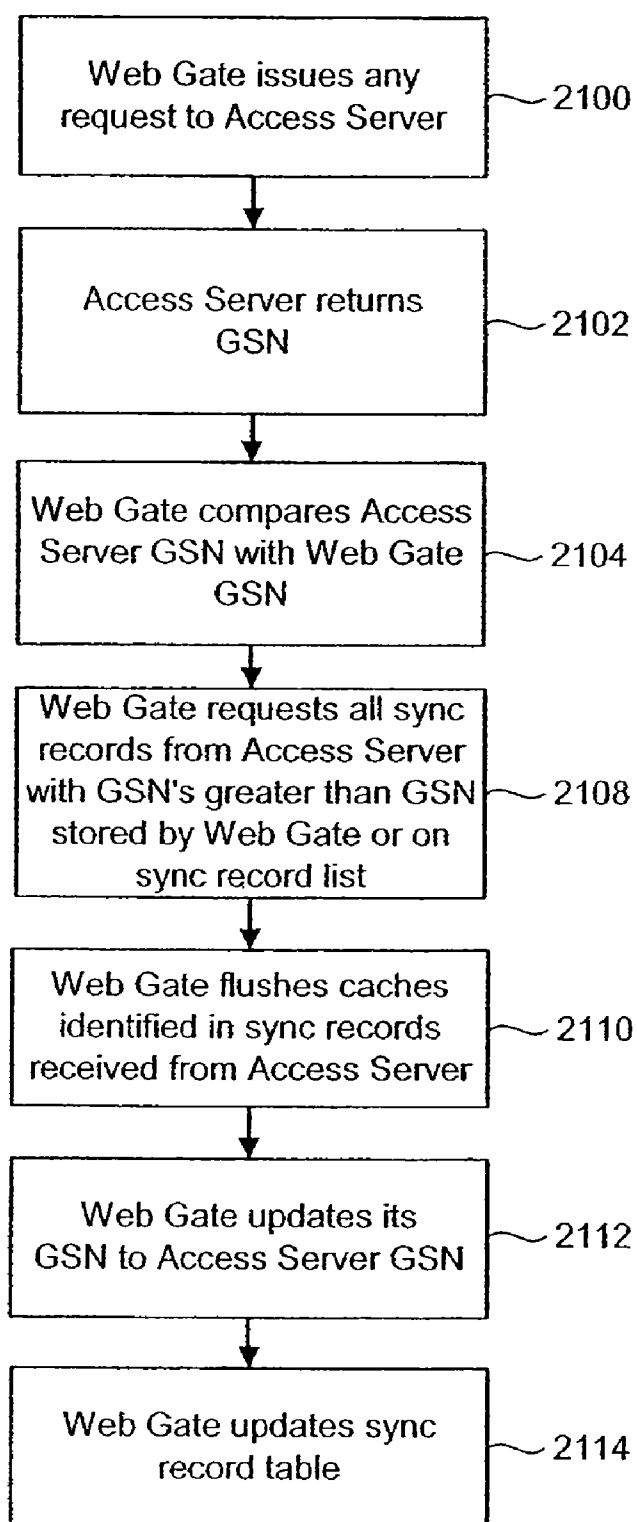 Web Gate issues any
request to Access Server
2100
Access Server returns
GSN
2102
Web Gate compares Access
Server GSN with Web Gate
GSN
2104
Web Gate requests all sync
records from Access Server
with GSN's greater than GSN
stored by Web Gate or on
sync record list
2108
Web Gate flushes caches
identified in sync records
received from Access Server
2110
Web Gate updates its
GSN to Access Server GSN
2112
Web Gate updates sync
record table
2114